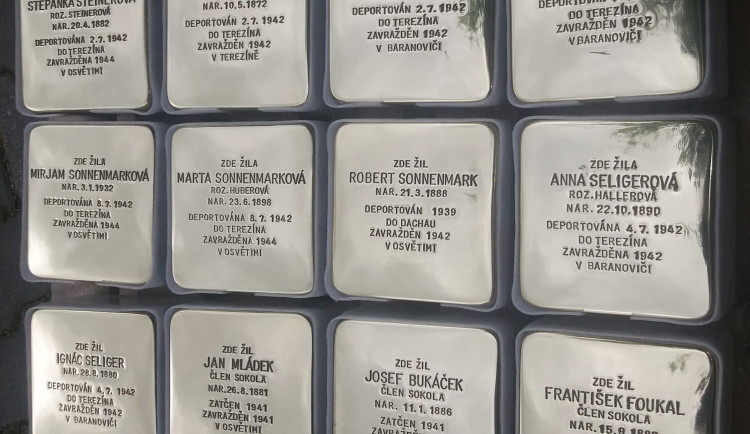 ŠTĚPÁNKA STEINEROVÁ
ROZ. STEINEROVÁ
NAR. 20.4.1882
DEPORTOVÁNA 2.7.1942
DO TEREZÍNA
ZAVRAŽDĚNA 1944
V OSVĚTIMI
NAR. 10.5.1872
DEPORTOVÁNA 2.7.1942
DO TEREZÍNA
ZAVRAŽDĚNA 1942
V TEREZÍNĚ
DEPORTOVÁN 2.7.1942
DO TEREZÍNA
ZAVRAŽDĚN 1942
V BARANOVIČI
DO TEREZÍNA
ZAVRAŽDĚN 1942
V BARANOVIČI
ZDE ŽILA
MIRJAM SONNENMARKOVÁ
NAR. 3.1.1932
DEPORTOVÁNA 8.7.1942
DO TEREZÍNA
ZAVRAŽDĚNA 1944
V OSVĚTIMI
ZDE ŽILA
MARTA SONNENMARKOVÁ
ROZ. HUBEROVÁ
NAR. 23.6.1898
DEPORTOVÁNA 8.7.1942
DO TEREZÍNA
ZAVRAŽDĚNA 1944
V OSVĚTIMI
ZDE ŽIL
ROBERT SONNENMARK
NAR. 21.3.1888
DEPORTOVÁN 1939
DO DACHAU
ZAVRAŽDĚN 1942
V OSVĚTIMI
ZDE ŽILA
ANNA SELIGEROVÁ
ROZ. HALLEROVÁ
NAR. 22.10.1890
DEPORTOVÁNA 4.7.1942
DO TEREZÍNA
ZAVRAŽDĚNA 1942
V BARANOVIČI
ZDE ŽIL
IGNÁC SELIGER
NAR. 28.8.1880
DEPORTOVÁN 4.7.1942
DO TEREZÍNA
ZAVRAŽDĚN 1942
V BARANOVIČI
ZDE ŽIL
JAN MLÁDEK
ČLEN SOKOLA
NAR. 26.8.1881
ZATČEN 1941
ZAVRAŽDĚN 1941
V OSVĚTIMI
ZDE ŽIL
JOSEF BUKÁČEK
ČLEN SOKOLA
NAR. 11.1.1886
ZATČEN 1941
ZAVRAŽDĚN
ZDE ŽIL
FRANTIŠEK FOUKAL
ČLEN SOKOLA
NAR. 15.9.